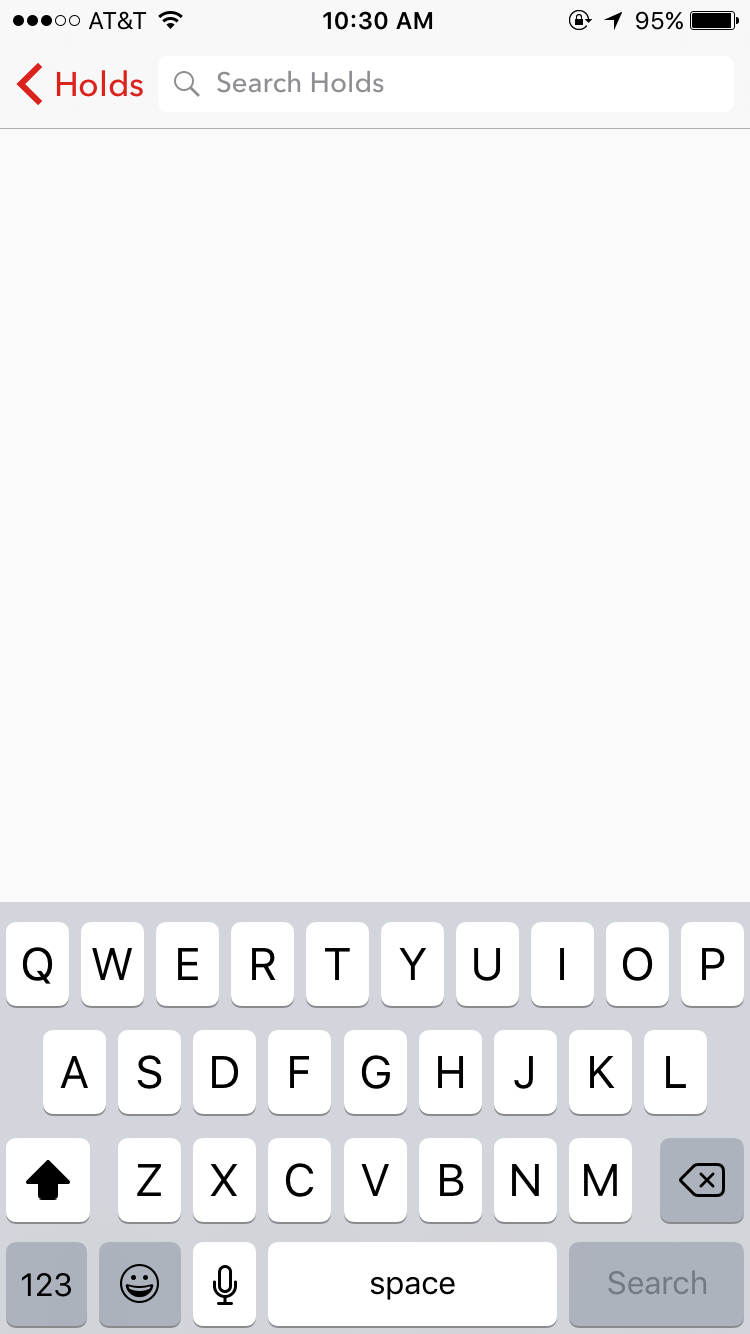 AT&T 10:30 AM 95%
Holds Search Holds
Q W E R T Y U I O P
A S D F G H J K L
Z X C V B N M
123 space Search